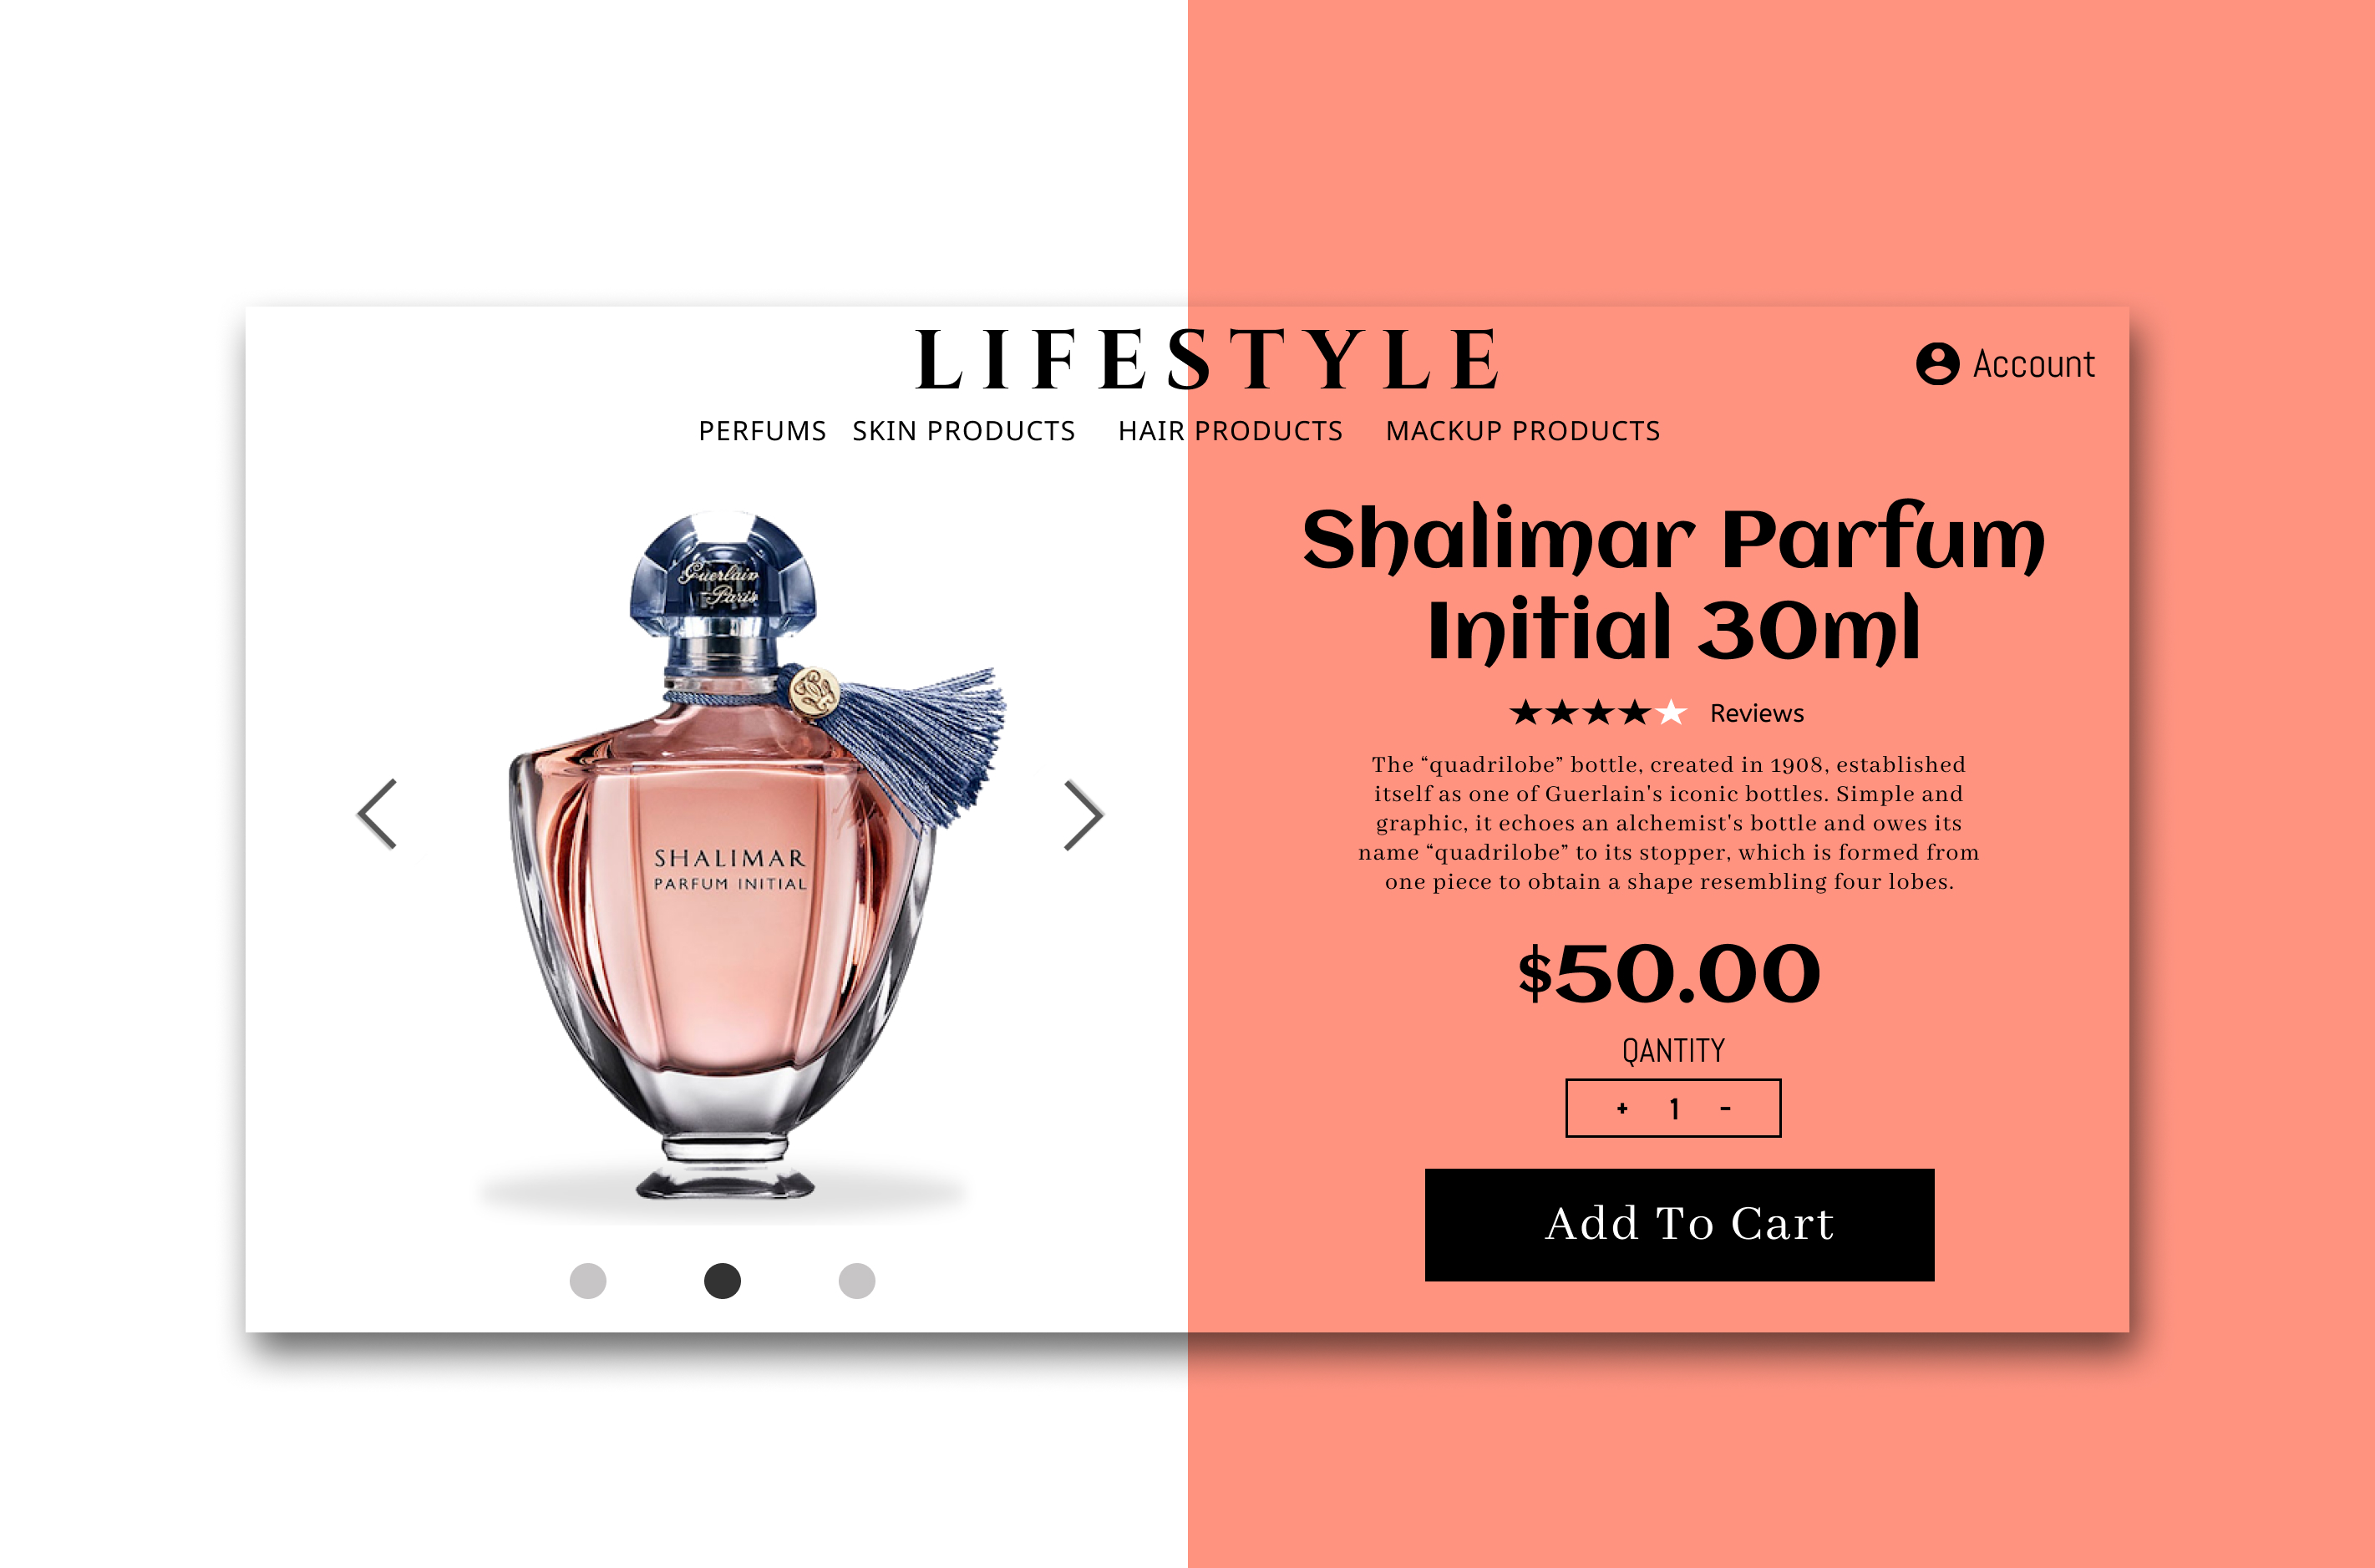 LIFESTYLE
Account
PERFUMS SKIN PRODUCTS HAIR PRODUCTS MACKUP PRODUCTS
Guerlain
Paris
SHALIMAR
PARFUM INITIAL
Shalimar Parfum
Initial 30ml
★★★★★ Reviews
The “quadrilobe” bottle, created in 1908, established
itself as one of Guerlain's iconic bottles. Simple and
graphic, it echoes an alchemist's bottle and owes its
name “quadrilobe” to its stopper, which is formed from
one piece to obtain a shape resembling four lobes.
$50.00
QANTITY
+ 1 -
Add To Cart